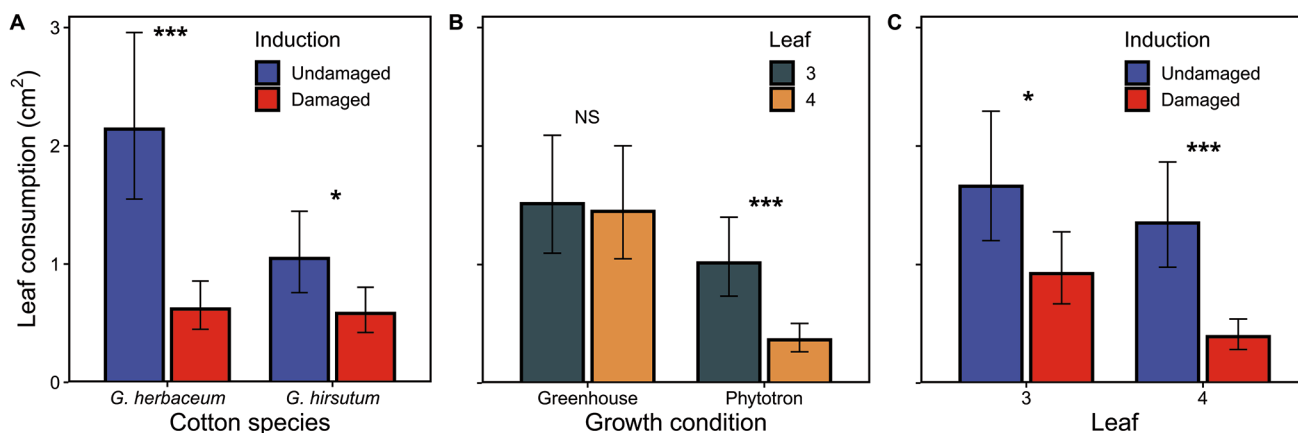 A
Leaf consumption (cm²)
3
2
1
0
***
*
Induction
Undamaged
Damaged
G. herbaceum
G. hirsutum
Cotton species
B
NS
***
Leaf
3
4
Greenhouse
Phytotron
Growth condition
C
*
***
Induction
Undamaged
Damaged
3
4
Leaf